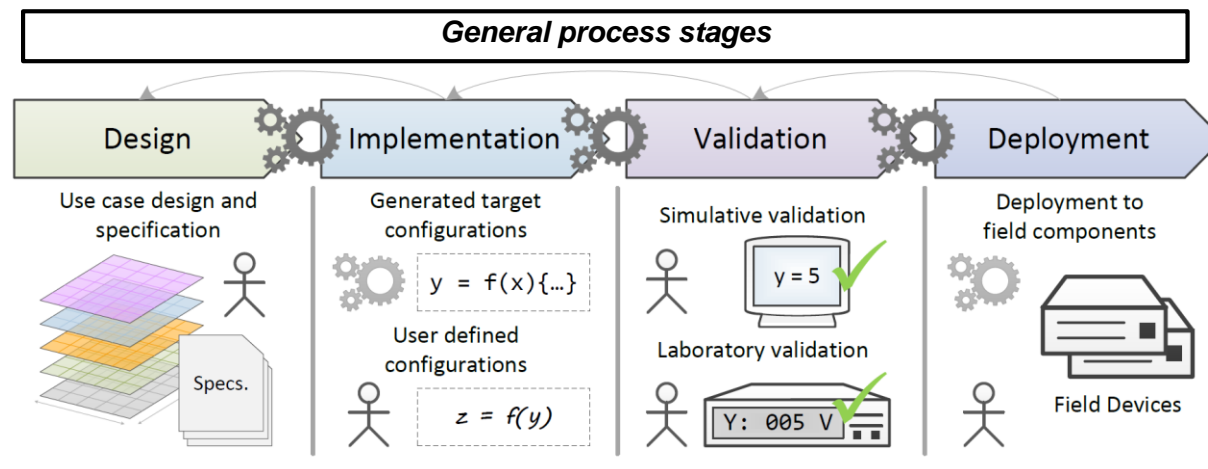 General process stages
Design
Implementation
Validation
Deployment
Use case design and
specification
Specs.
Generated target
configurations
y = f(x){…}
User defined
configurations
z = f(y)
Simulative validation
y = 5
Laboratory validation
Y: 005 V
Deployment to
field components
Field Devices